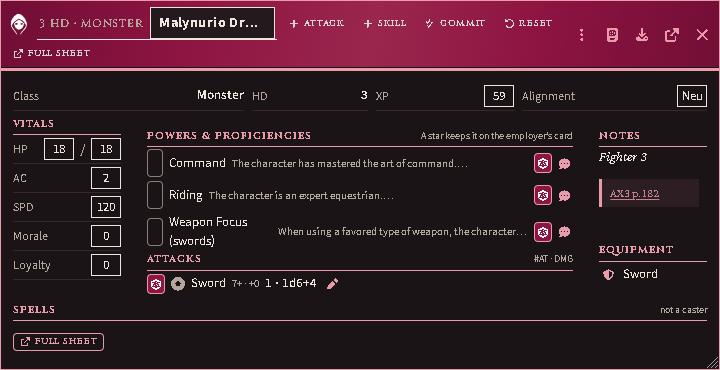 3 HD · MONSTER Malynurio Dr... + ATTACK + SKILL COMMIT RESET
FULL SHEET
Class Monster HD 3 XP 59 Alignment Neu
VITALS
HP 18 / 18
AC 2
SPD 120
Morale 0
Loyalty 0
POWERS & PROFICIENCIES A star keeps it on the employer's card
Command The character has mastered the art of command....
Riding The character is an expert equestrian....
Weapon Focus (swords) When using a favored type of weapon, the character...
ATTACKS #AT · DMG
Sword 7+ · +0 1 · 1d6+4
NOTES
Fighter 3
AX3 p. 182
EQUIPMENT
Sword
SPELLS not a caster
FULL SHEET